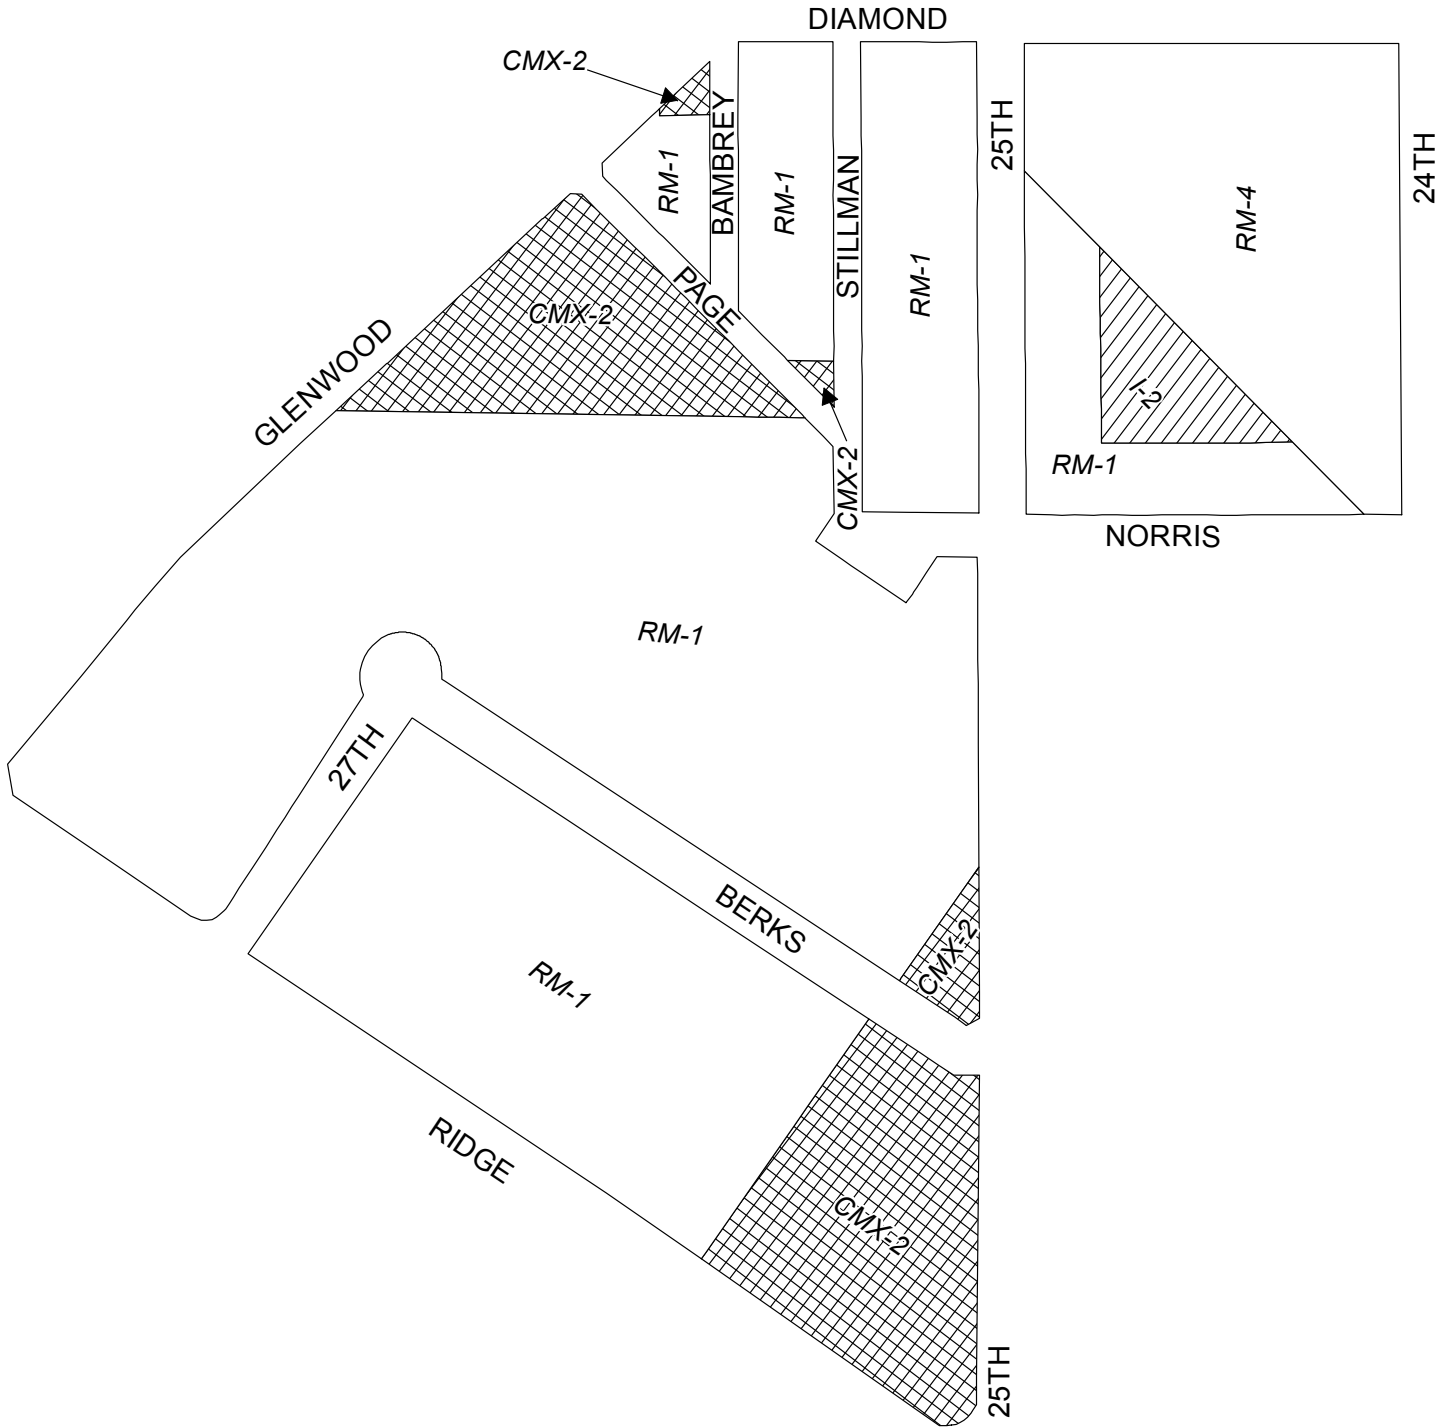 DIAMOND
CMX-2
BAMBREY
25TH
RM-1
RM-1
STILLMAN
24TH
RM-4
RM-1
PAGE
CMX-2
GLENWOOD
I-2
CMX-2
RM-1
NORRIS
RM-1
27TH
BERKS
CMX-2
RM-1
RIDGE
CMX-2
25TH